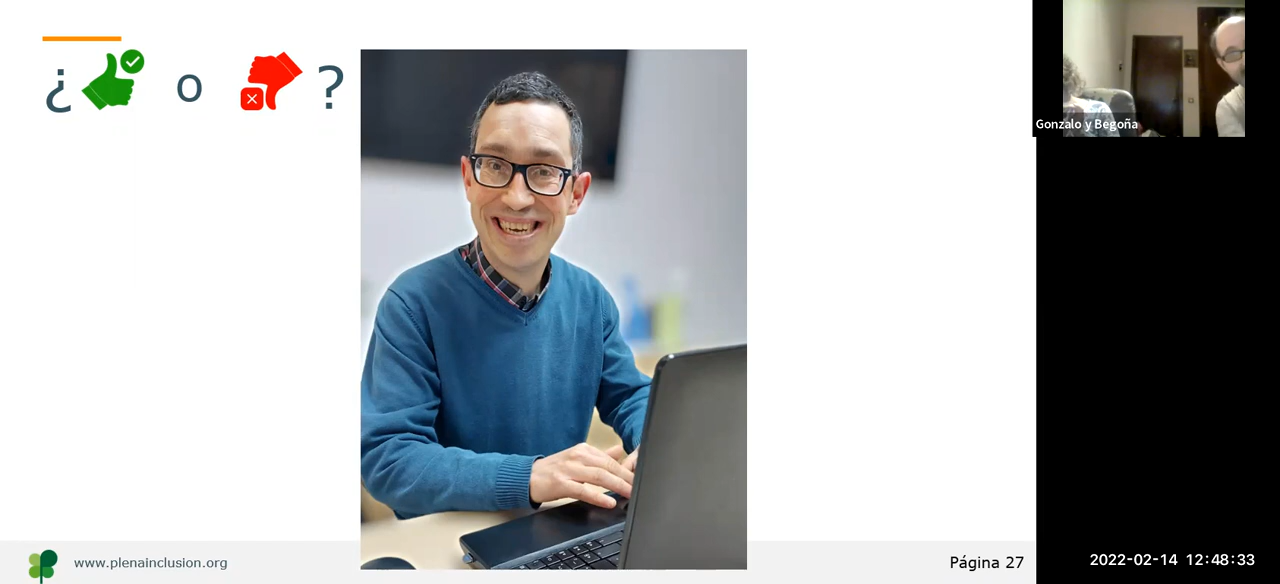 ¿ o ?
Gonzalo y Begoña
www.plenainclusion.org
Página 27
2022-02-14 12:48:33